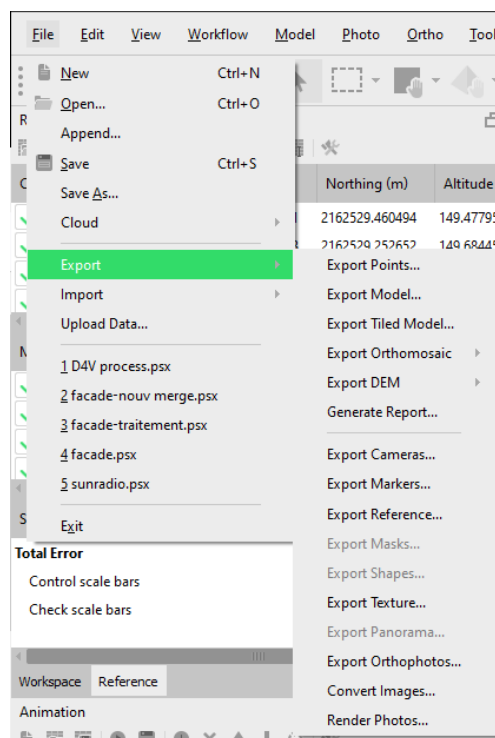 File Edit View Workflow Model Photo Ortho
New Ctrl+N
Open... Ctrl+O
Append...
Save Ctrl+S
Save As...
Northing (m) Altitude
Cloud
2162529.460494
2162529.252652
Export
Export Points...
Import
Export Model...
Upload Data...
Export Tiled Model...
Export Orthomosaic
1 D4V process.psx
Export DEM
2 facade-nouv merge.psx
Generate Report...
3 facade-traitement.psx
4 facade.psx
Export Cameras...
5 sunradio.psx
Export Markers...
Export Reference...
Exit
Export Masks...
Total Error
Export Shapes...
Control scale bars
Export Texture...
Check scale bars
Export Panorama...
Export Orthophotos...
Workspace Reference
Convert Images...
Animation
Render Photos...